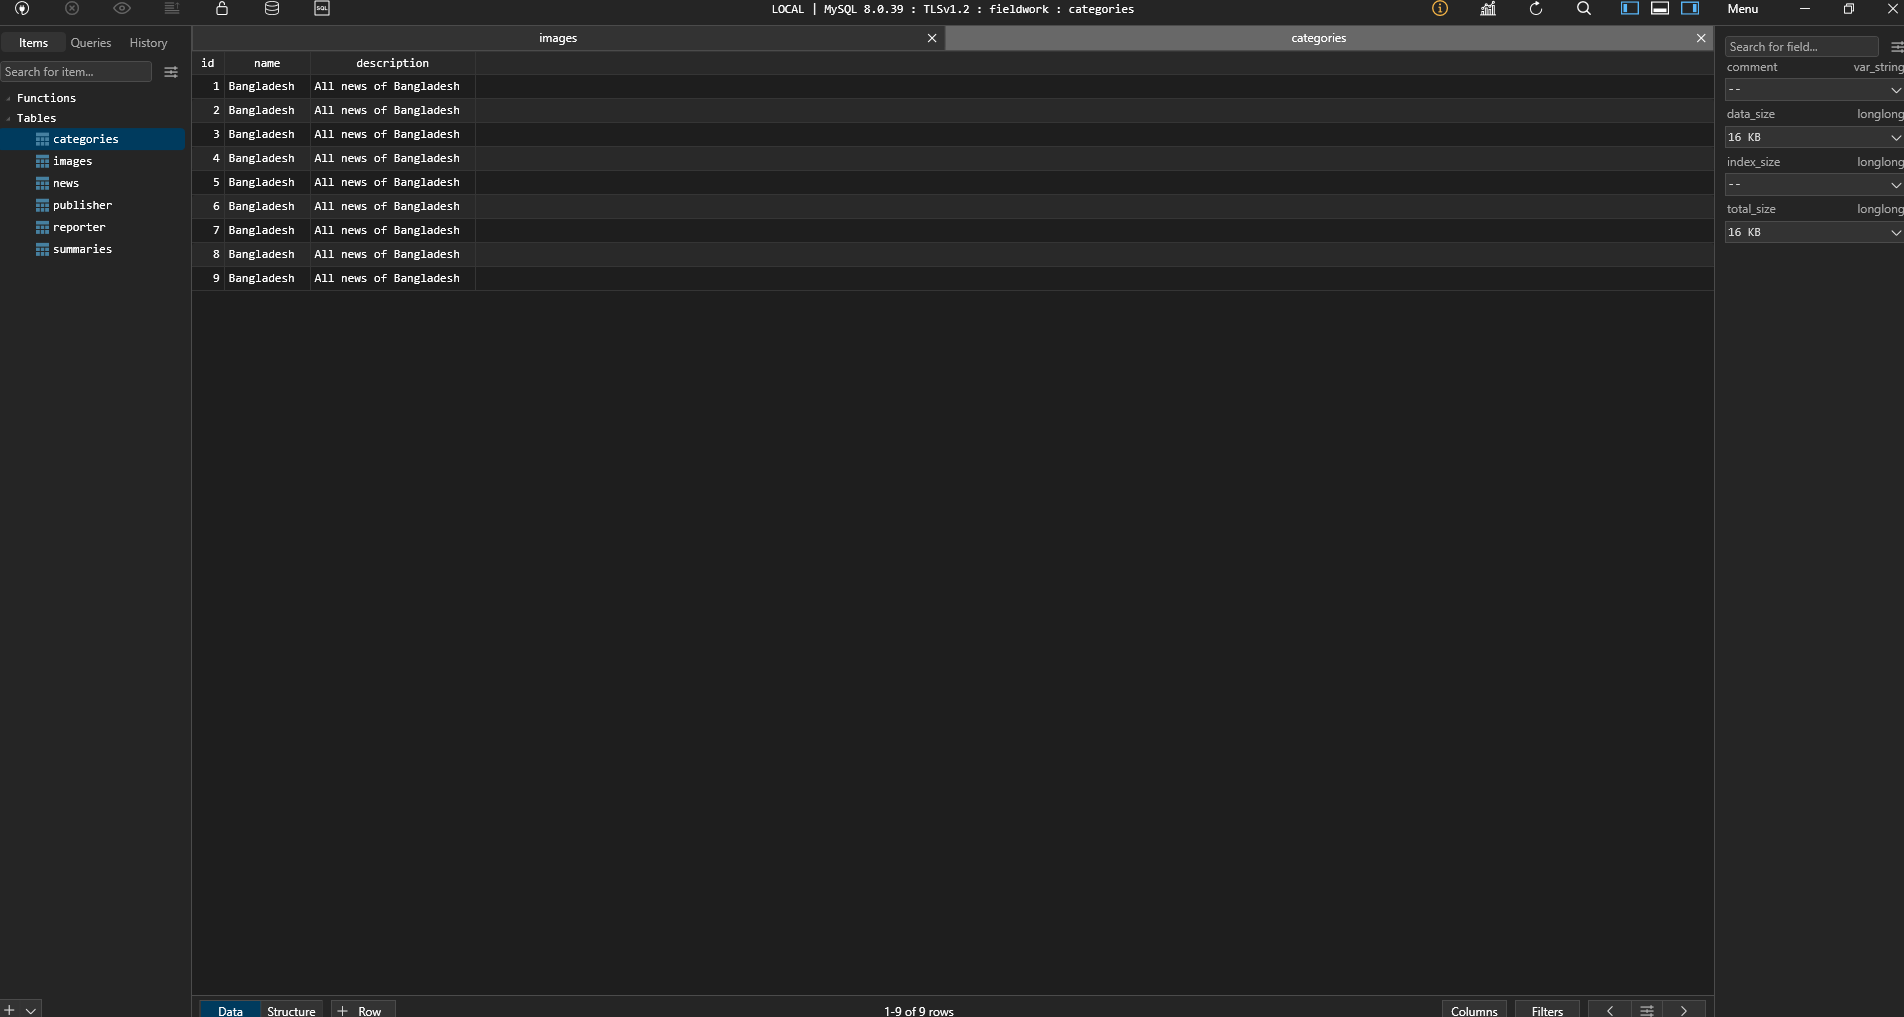 SQL
LOCAL | MySQL 8.0.39 : TLSv1.2 : fieldwork : categories
Menu
Items Queries History
Search for item...
Functions
Tables
categories
images
news
publisher
reporter
summaries
images
categories
id name description
1 Bangladesh All news of Bangladesh
2 Bangladesh All news of Bangladesh
3 Bangladesh All news of Bangladesh
4 Bangladesh All news of Bangladesh
5 Bangladesh All news of Bangladesh
6 Bangladesh All news of Bangladesh
7 Bangladesh All news of Bangladesh
8 Bangladesh All news of Bangladesh
9 Bangladesh All news of Bangladesh
Search for field...
comment var_string
--
data_size longlong
16 KB
index_size longlong
--
total_size longlong
16 KB
Data Structure + Row
1-9 of 9 rows
Columns Filters